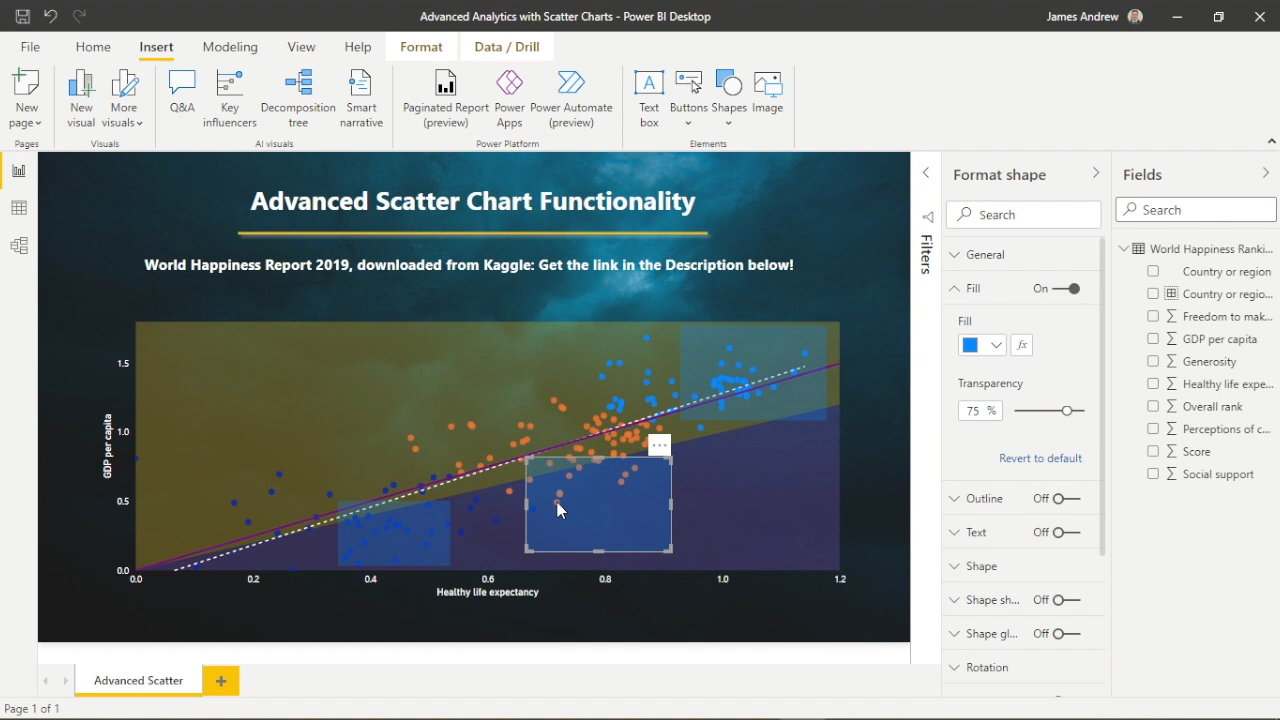 Advanced Analytics with Scatter Charts - Power BI Desktop
James Andrew
File Home Insert Modeling View Help Format Data / Drill
New page
New visual
More visuals
Q&A
Key influencers
Decomposition tree
Smart narrative
Paginated Report (preview)
Power Apps
Power Automate (preview)
Text box
Buttons
Shapes
Image
Pages
Visuals
AI visuals
Power Platform
Elements
Advanced Scatter Chart Functionality
World Happiness Report 2019, downloaded from Kaggle: Get the link in the Description below!
GDP per capita
1.5
1.0
0.5
0.0
0.0 0.2 0.4 0.6 0.8 1.0 1.2
Healthy life expectancy
Filters
Format shape
Search
General
Fill On
Fill
fx
Transparency
75 %
Revert to default
Outline Off
Text Off
Shape
Shape sh... Off
Shape gl... Off
Rotation
Fields
Search
World Happiness Ranki...
Country or region
Country or regio...
Freedom to mak...
GDP per capita
Generosity
Healthy life expe...
Overall rank
Perceptions of c...
Score
Social support
Advanced Scatter
Page 1 of 1